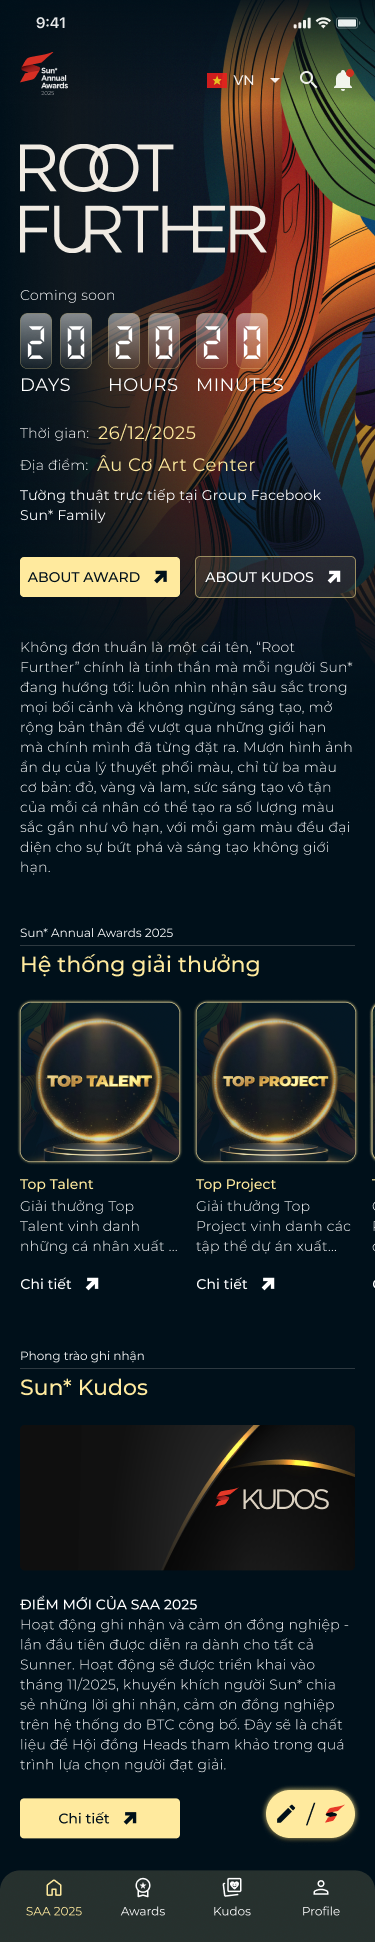 9:41
Sun*
Annual
Awards
2025
VN
ROOT
FURTHER
Coming soon
20 20 20
DAYS HOURS MINUTES
Thời gian: 26/12/2025
Địa điểm: Âu Cơ Art Center
Tường thuật trực tiếp tại Group Facebook
Sun* Family
ABOUT AWARD
ABOUT KUDOS
Không đơn thuần là một cái tên, “Root
Further” chính là tinh thần mà mỗi người Sun*
đang hướng tới: luôn nhìn nhận sâu sắc trong
mọi bối cảnh và không ngừng sáng tạo, mở
rộng bản thân để vượt qua những giới hạn
mà chính mình đã từng đặt ra. Mượn hình ảnh
ẩn dụ của lý thuyết phối màu, chỉ từ ba màu
cơ bản: đỏ, vàng và lam, sức sáng tạo vô tận
của mỗi cá nhân có thể tạo ra số lượng màu
sắc gần như vô hạn, với mỗi gam màu đều đại
diện cho sự bứt phá và sáng tạo không giới
hạn.
Sun* Annual Awards 2025
Hệ thống giải thưởng
TOP TALENT
Top Talent
Giải thưởng Top
Talent vinh danh
những cá nhân xuất ...
Chi tiết
TOP PROJECT
Top Project
Giải thưởng Top
Project vinh danh các
tập thể dự án xuất...
Chi tiết
Phong trào ghi nhận
Sun* Kudos
KUDOS
ĐIỂM MỚI CỦA SAA 2025
Hoạt động ghi nhận và cảm ơn đồng nghiệp -
lần đầu tiên được diễn ra dành cho tất cả
Sunner. Hoạt động sẽ được triển khai vào
tháng 11/2025, khuyến khích người Sun* chia
sẻ những lời ghi nhận, cảm ơn đồng nghiệp
trên hệ thống do BTC công bố. Đây sẽ là chất
liệu để Hội đồng Heads tham khảo trong quá
trình lựa chọn người đạt giải.
Chi tiết
/
SAA 2025
Awards
Kudos
Profile